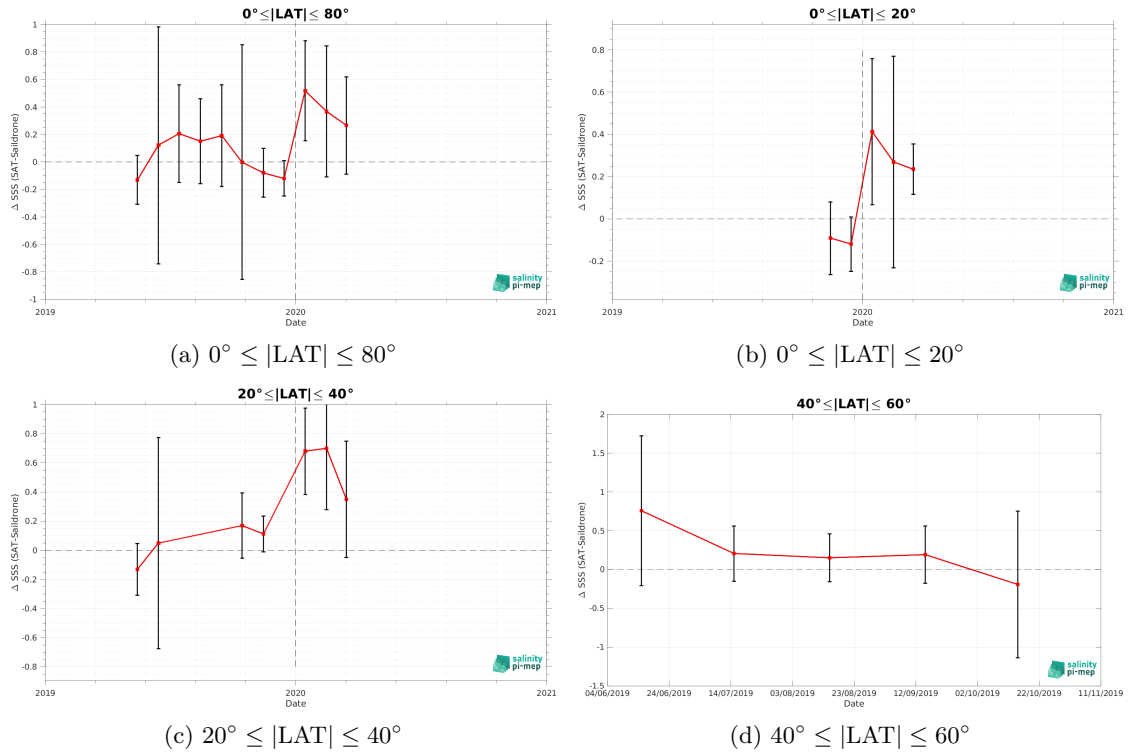 0°≤|LAT|≤ 80°
1
0.8
0.6
0.4
0.2
0
-0.2
-0.4
-0.6
-0.8
-1
Δ SSS (SAT-Saildrone)
2019
2020
2021
Date
salinity
pi-mep
(a) 0° ≤ |LAT| ≤ 80°
0°≤|LAT|≤ 20°
0.8
0.6
0.4
0.2
0
-0.2
Δ SSS (SAT-Saildrone)
2019
2020
2021
Date
salinity
pi-mep
(b) 0° ≤ |LAT| ≤ 20°
20°≤|LAT|≤ 40°
1
0.8
0.6
0.4
0.2
0
-0.2
-0.4
-0.6
-0.8
Δ SSS (SAT-Saildrone)
2019
2020
2021
Date
salinity
pi-mep
(c) 20° ≤ |LAT| ≤ 40°
40°≤|LAT|≤ 60°
2
1.5
1
0.5
0
-0.5
-1
-1.5
Δ SSS (SAT-Saildrone)
04/06/2019
24/06/2019
14/07/2019
03/08/2019
23/08/2019
12/09/2019
02/10/2019
22/10/2019
11/11/2019
Date
salinity
pi-mep
(d) 40° ≤ |LAT| ≤ 60°